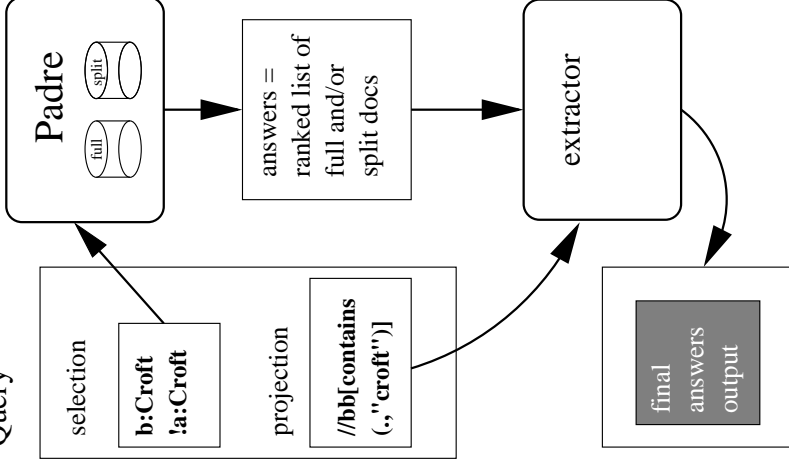 Query
selection
b:Croft
!a:Croft
projection
//bb[contains
(.,"croft")]
Padre
full
split
answers =
ranked list of
full and/or
split docs
extractor
final
answers
output